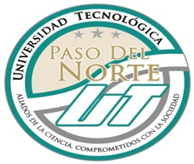 UNIVERSIDAD TECNOLÓGICA
PASO DEL
NORTE
UT
ALIADOS DE LA CIENCIA, COMPROMETIDOS CON LA SOCIEDAD